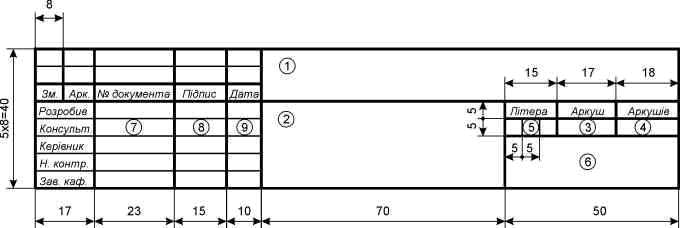 8
1
15 17 18
5х8=40
Зм. Арк. № документа Підпис Дата
Розробив 2 5 Літера Аркуш Аркушів
Консульт. 7 8 9 5 5 3 4
Керівник 5 5
Н. контр. 6
Зав. каф.
17 23 15 10 70 50